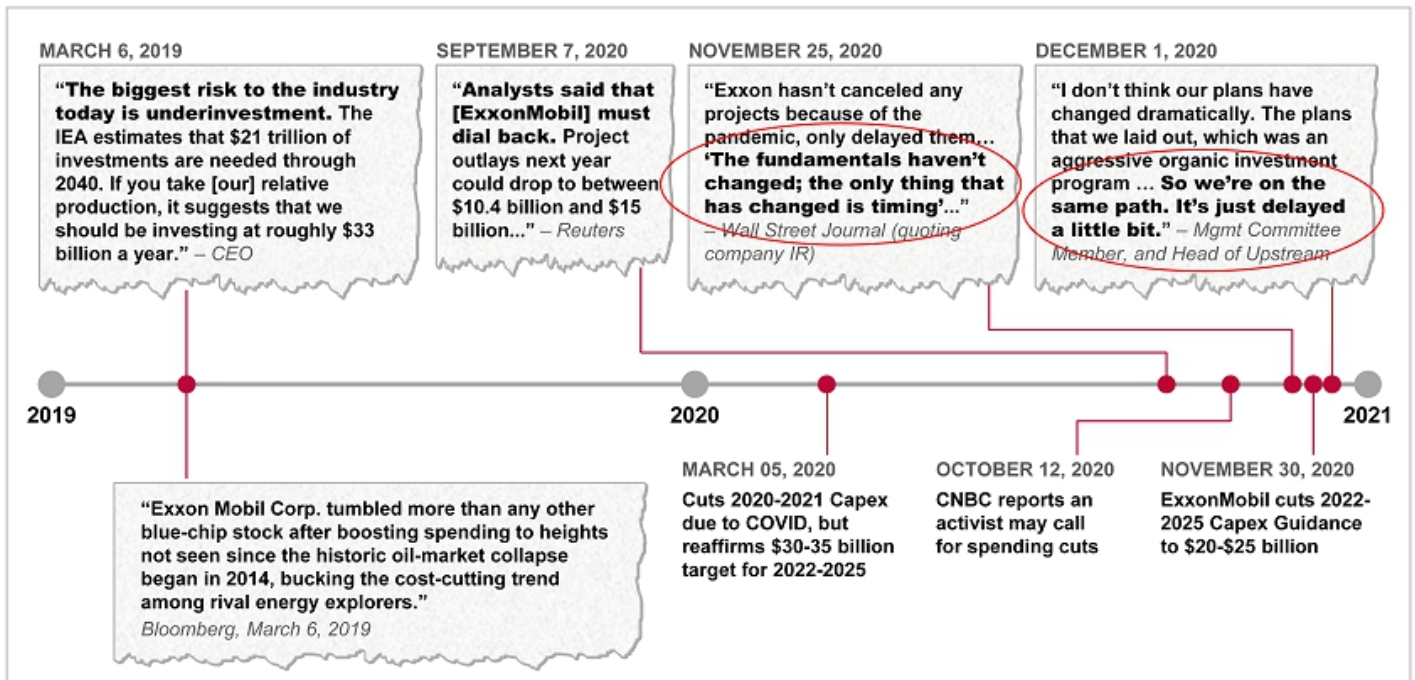 MARCH 6, 2019
“The biggest risk to the industry
today is underinvestment. The
IEA estimates that $21 trillion of
investments are needed through
2040. If you take [our] relative
production, it suggests that we
should be investing at roughly $33
billion a year.” – CEO
SEPTEMBER 7, 2020
“Analysts said that
[ExxonMobil] must
dial back. Project
outlays next year
could drop to between
$10.4 billion and $15
billion...” – Reuters
NOVEMBER 25, 2020
“Exxon hasn’t canceled any
projects because of the
pandemic, only delayed them…
‘The fundamentals haven’t
changed; the only thing that
has changed is timing’...”
– Wall Street Journal (quoting
company IR)
DECEMBER 1, 2020
“I don’t think our plans have
changed dramatically. The plans
that we laid out, which was an
aggressive organic investment
program … So we’re on the
same path. It’s just delayed
a little bit.” – Mgmt Committee
Member, and Head of Upstream
2019
2020
2021
“Exxon Mobil Corp. tumbled more than any other
blue-chip stock after boosting spending to heights
not seen since the historic oil-market collapse
began in 2014, bucking the cost-cutting trend
among rival energy explorers.”
Bloomberg, March 6, 2019
MARCH 05, 2020
Cuts 2020-2021 Capex
due to COVID, but
reaffirms $30-35 billion
target for 2022-2025
OCTOBER 12, 2020
CNBC reports an
activist may call
for spending cuts
NOVEMBER 30, 2020
ExxonMobil cuts 2022-
2025 Capex Guidance
to $20-$25 billion